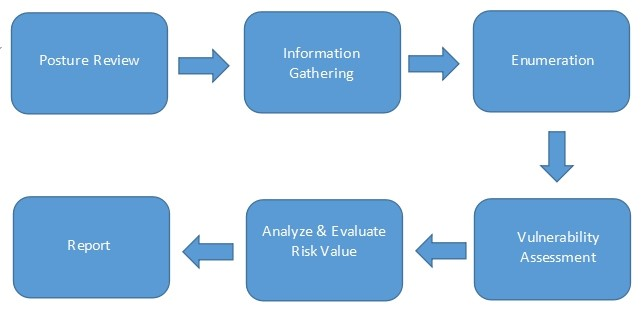 Posture Review
Information
Gathering
Enumeration
Vulnerability
Assessment
Analyze & Evaluate
Risk Value
Report